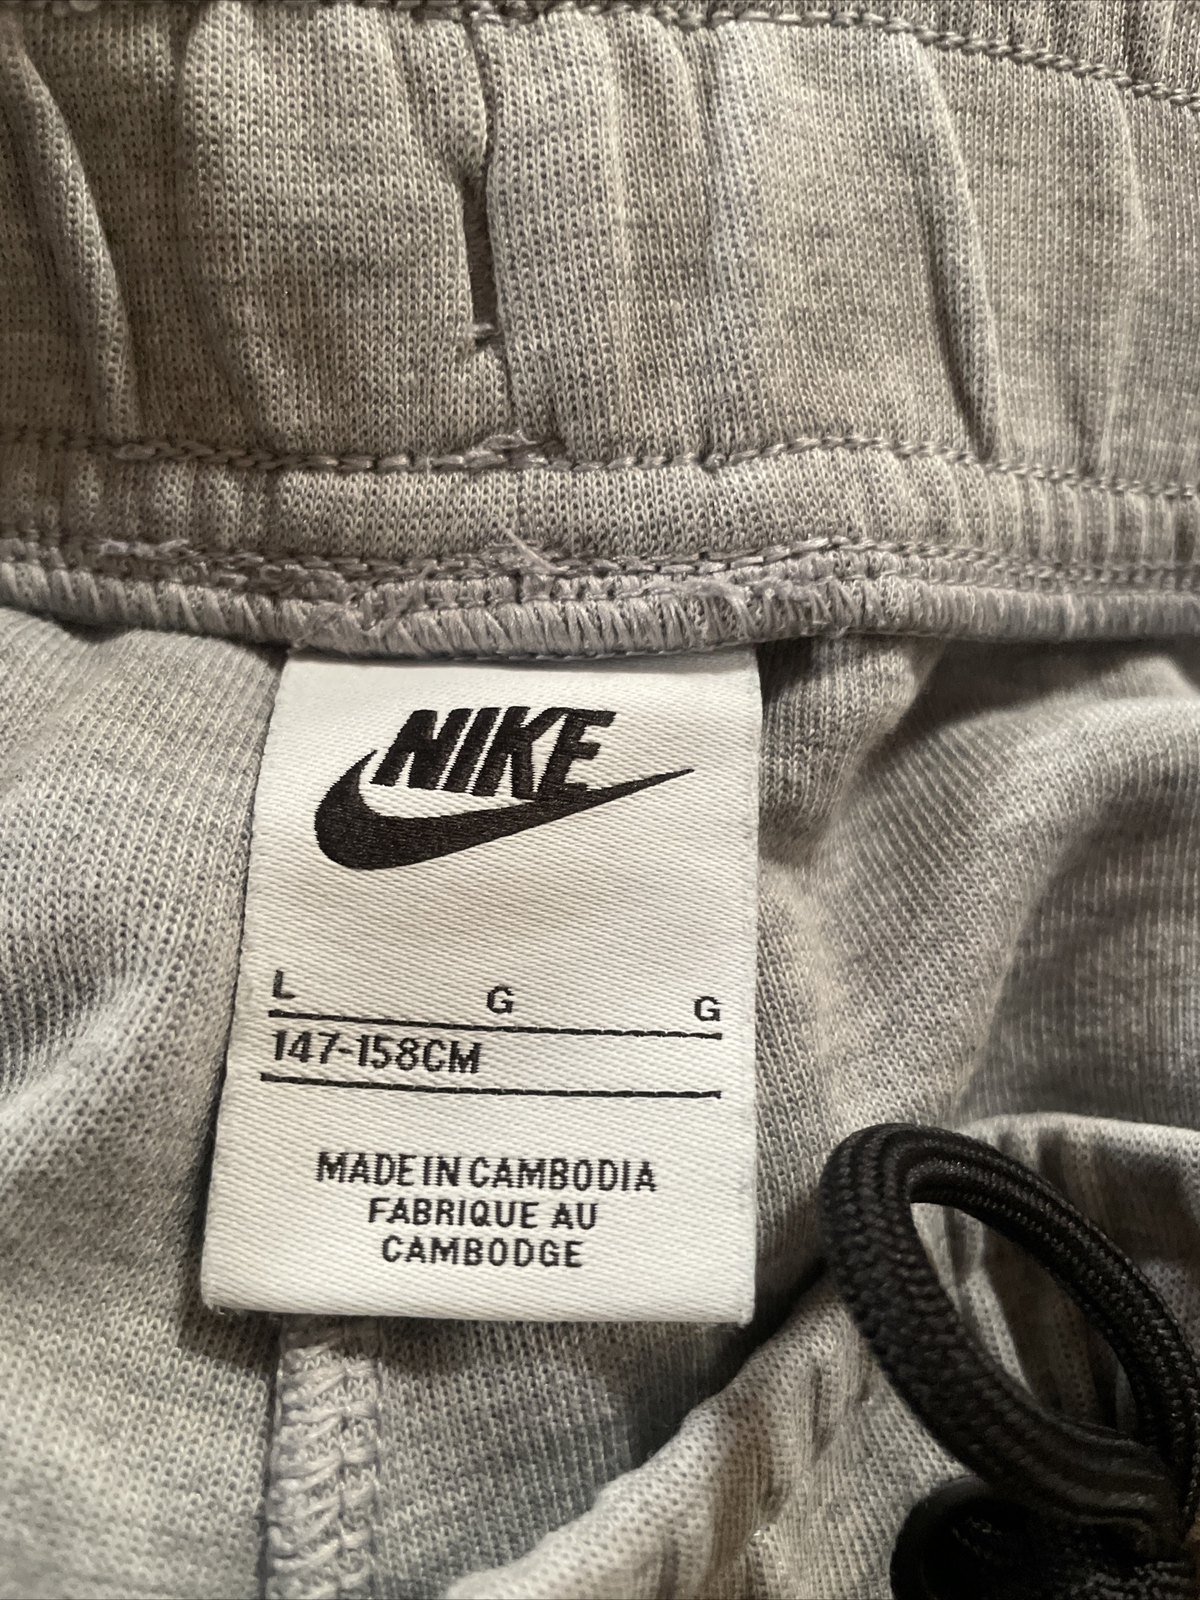 NIKE
L G G
147-158CM
MADE IN CAMBODIA
FABRIQUE AU
CAMBODGE